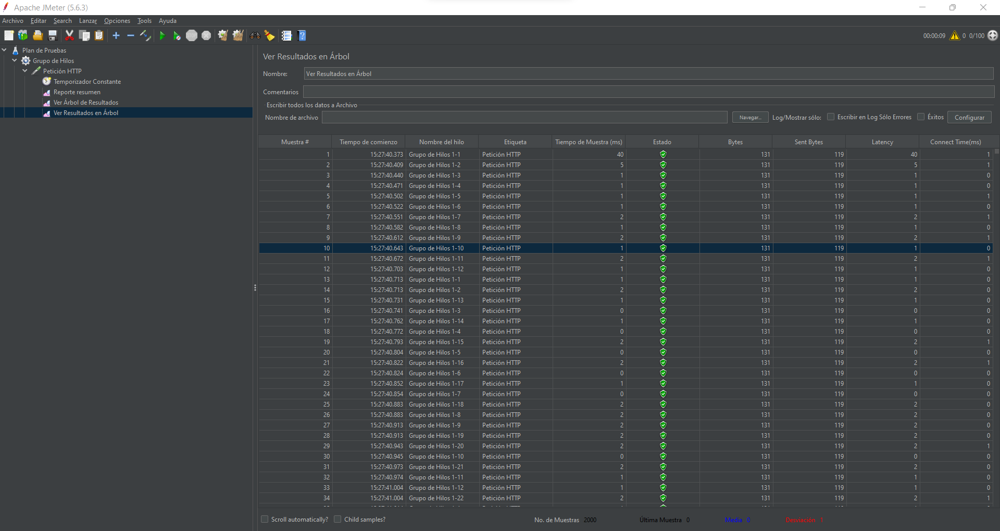 Apache JMeter (5.6.3)
Archivo Editar Search Lanzar Opciones Tools Ayuda
00:00:09 0 0/100
Plan de Pruebas
Grupo de Hilos
Petición HTTP
Temporizador Constante
Reporte resumen
Ver Árbol de Resultados
Ver Resultados en Árbol
Ver Resultados en Árbol
Nombre: Ver Resultados en Árbol
Comentarios
Escribir todos los datos a Archivo
Nombre de archivo Navegar... Log/Mostrar sólo: Escribir en Log Sólo Errores Éxitos Configurar
Muestra # Tiempo de comienzo Nombre del hilo Etiqueta Tiempo de Muestra (ms) Estado Bytes Sent Bytes Latency Connect Time(ms)
1 15:27:40.373 Grupo de Hilos 1-1 Petición HTTP 40 131 119 40 1
2 15:27:40.409 Grupo de Hilos 1-2 Petición HTTP 5 131 119 5 1
3 15:27:40.440 Grupo de Hilos 1-3 Petición HTTP 1 131 119 1 0
4 15:27:40.471 Grupo de Hilos 1-4 Petición HTTP 1 131 119 1 0
5 15:27:40.502 Grupo de Hilos 1-5 Petición HTTP 1 131 119 1 1
6 15:27:40.522 Grupo de Hilos 1-6 Petición HTTP 1 131 119 1 0
7 15:27:40.551 Grupo de Hilos 1-7 Petición HTTP 2 131 119 2 1
8 15:27:40.582 Grupo de Hilos 1-8 Petición HTTP 1 131 119 1 0
9 15:27:40.612 Grupo de Hilos 1-9 Petición HTTP 2 131 119 2 1
10 15:27:40.643 Grupo de Hilos 1-10 Petición HTTP 1 131 119 1 0
11 15:27:40.672 Grupo de Hilos 1-11 Petición HTTP 2 131 119 2 1
12 15:27:40.703 Grupo de Hilos 1-12 Petición HTTP 1 131 119 1 0
13 15:27:40.713 Grupo de Hilos 1-1 Petición HTTP 1 131 119 1 0
14 15:27:40.713 Grupo de Hilos 1-2 Petición HTTP 2 131 119 2 0
15 15:27:40.731 Grupo de Hilos 1-13 Petición HTTP 1 131 119 1 0
16 15:27:40.741 Grupo de Hilos 1-3 Petición HTTP 0 131 119 0 0
17 15:27:40.762 Grupo de Hilos 1-14 Petición HTTP 1 131 119 1 0
18 15:27:40.772 Grupo de Hilos 1-4 Petición HTTP 0 131 119 0 0
19 15:27:40.793 Grupo de Hilos 1-15 Petición HTTP 2 131 119 2 1
20 15:27:40.804 Grupo de Hilos 1-5 Petición HTTP 0 131 119 0 0
21 15:27:40.822 Grupo de Hilos 1-16 Petición HTTP 2 131 119 2 1
22 15:27:40.824 Grupo de Hilos 1-6 Petición HTTP 0 131 119 0 0
23 15:27:40.852 Grupo de Hilos 1-17 Petición HTTP 1 131 119 1 0
24 15:27:40.854 Grupo de Hilos 1-7 Petición HTTP 0 131 119 0 0
25 15:27:40.883 Grupo de Hilos 1-18 Petición HTTP 2 131 119 2 0
26 15:27:40.883 Grupo de Hilos 1-8 Petición HTTP 2 131 119 2 0
27 15:27:40.913 Grupo de Hilos 1-9 Petición HTTP 2 131 119 2 0
28 15:27:40.913 Grupo de Hilos 1-19 Petición HTTP 2 131 119 2 0
29 15:27:40.943 Grupo de Hilos 1-20 Petición HTTP 2 131 119 2 1
30 15:27:40.945 Grupo de Hilos 1-10 Petición HTTP 0 131 119 0 0
31 15:27:40.973 Grupo de Hilos 1-21 Petición HTTP 2 131 119 2 0
32 15:27:40.974 Grupo de Hilos 1-11 Petición HTTP 1 131 119 1 0
33 15:27:41.004 Grupo de Hilos 1-12 Petición HTTP 1 131 119 1 0
34 15:27:41.004 Grupo de Hilos 1-22 Petición HTTP 2 131 119 2 1
Scroll automatically? Child samples? No. de Muestras 2000 Última Muestra 0 Media 0 Desviación 1